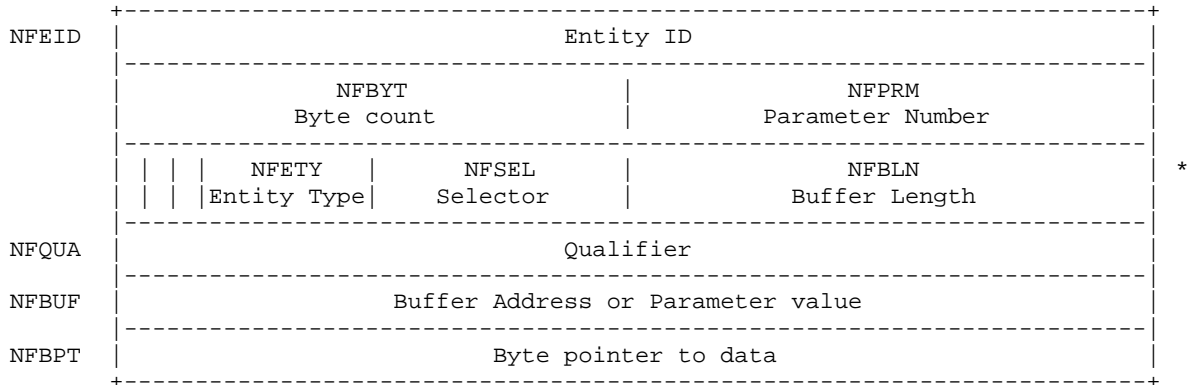 NFEID Entity ID
NFBYT NFPRM
Byte count Parameter Number
NFETY NFSEL NFBLN *
Entity Type Selector Buffer Length
NFQUA Qualifier
NFBUF Buffer Address or Parameter value
NFBPT Byte pointer to data